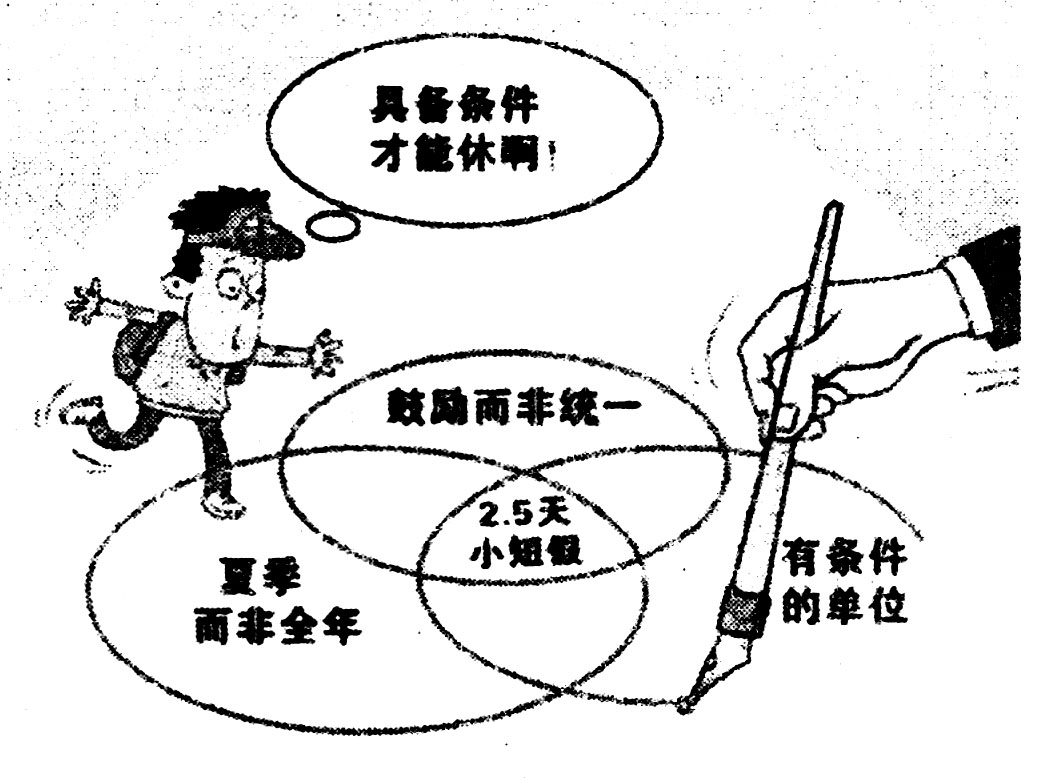 具备条件
才能休啊!
鼓励而非统一
2.5天
小短假
夏季
而非全年
有条件
的单位